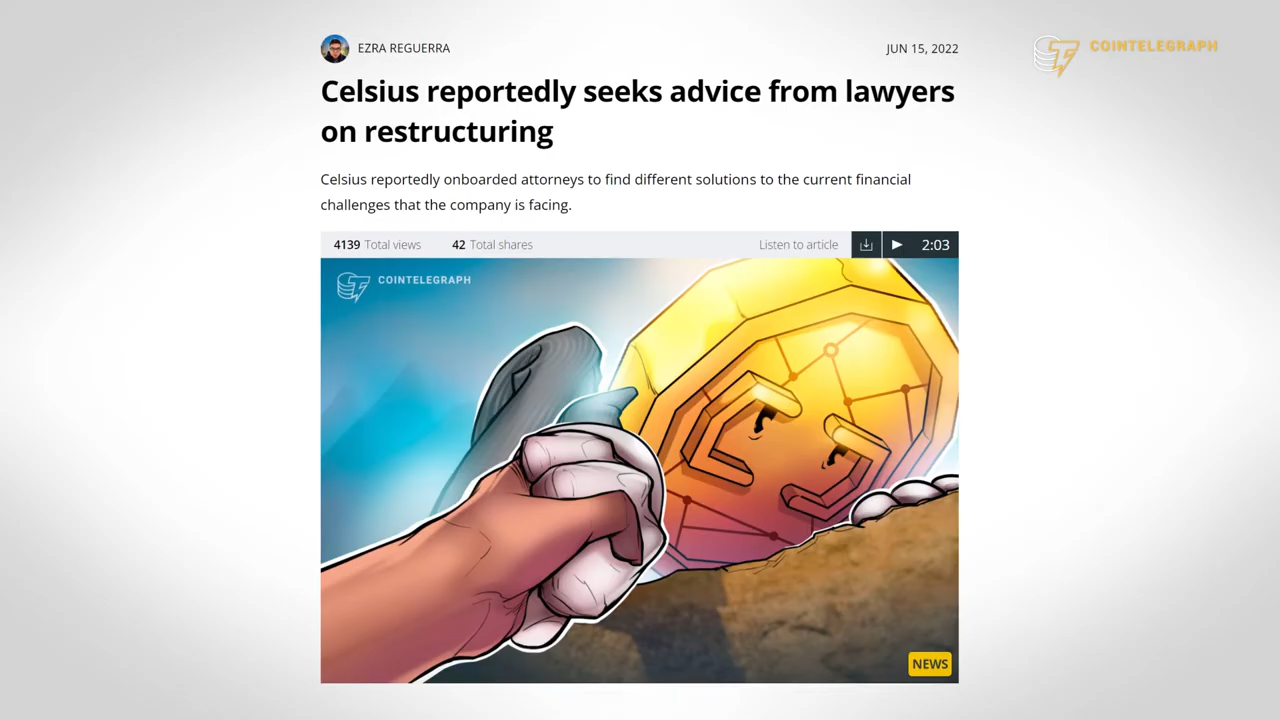 EZRA REGUERRA
JUN 15, 2022
COINTELEGRAPH
Celsius reportedly seeks advice from lawyers
on restructuring
Celsius reportedly onboarded attorneys to find different solutions to the current financial
challenges that the company is facing.
4139 Total views 42 Total shares
Listen to article 2:03
COINTELEGRAPH
NEWS